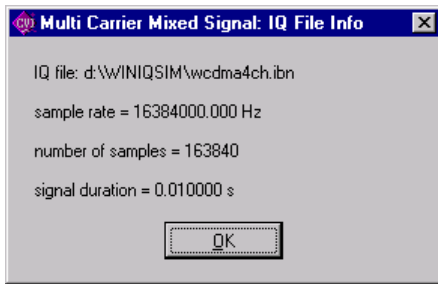 CVI Multi Carrier Mixed Signal: IQ File Info
IQ file: d:\WINIQSIM\wcdma4ch.ibn
sample rate = 16384000.000 Hz
number of samples = 163840
signal duration = 0.010000 s
OK